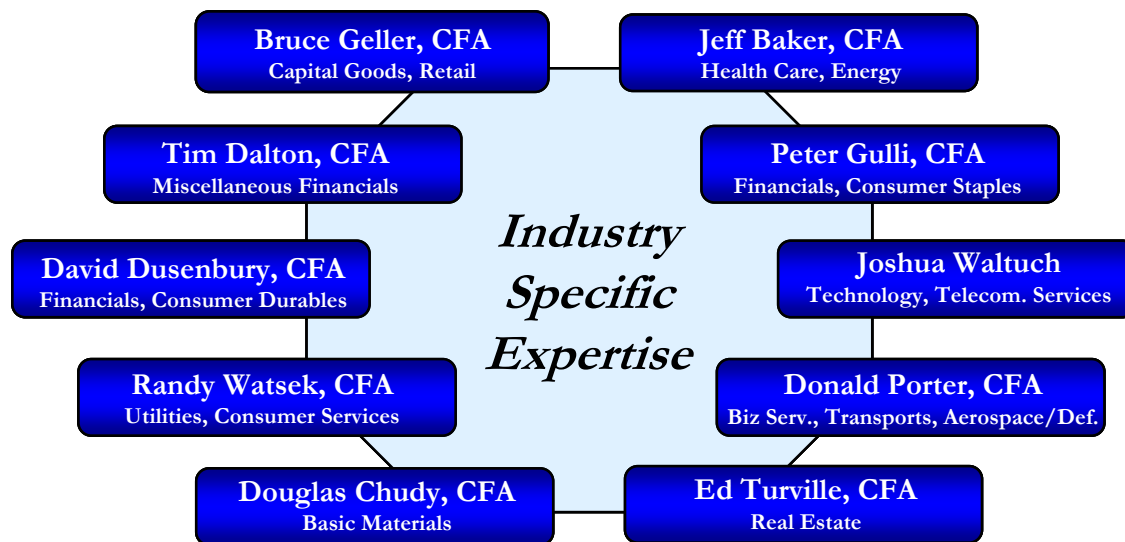 Bruce Geller, CFA
Capital Goods, Retail
Jeff Baker, CFA
Health Care, Energy
Tim Dalton, CFA
Miscellaneous Financials
Peter Gulli, CFA
Financials, Consumer Staples
Industry
Specific
Expertise
David Dusenbury, CFA
Financials, Consumer Durables
Joshua Waltuch
Technology, Telecom. Services
Randy Watsek, CFA
Utilities, Consumer Services
Donald Porter, CFA
Biz Serv., Transports, Aerospace/Def.
Douglas Chudy, CFA
Basic Materials
Ed Turville, CFA
Real Estate